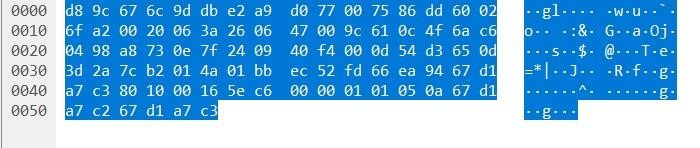 0000 d8 9c 67 6c 9d db e2 a9 d0 77 00 75 86 dd 60 02 ··gl···· ·w·u··`·
0010 6f a2 00 20 06 3a 26 06 47 00 9c 61 0c 4f 6a c6 o·· ·:&· G··a·Oj·
0020 04 98 a8 73 0e 7f 24 09 40 f4 00 0d 54 d3 65 0d ···s··$· @···T·e·
0030 3d 2a 7c b2 01 4a 01 bb ec 52 fd 66 ea 94 67 d1 =*|··J·· ·R·f··g·
0040 a7 c3 80 10 00 16 5e c6 00 00 01 01 05 0a 67 d1 ······^· ······g·
0050 a7 c2 67 d1 a7 c3 ··g···